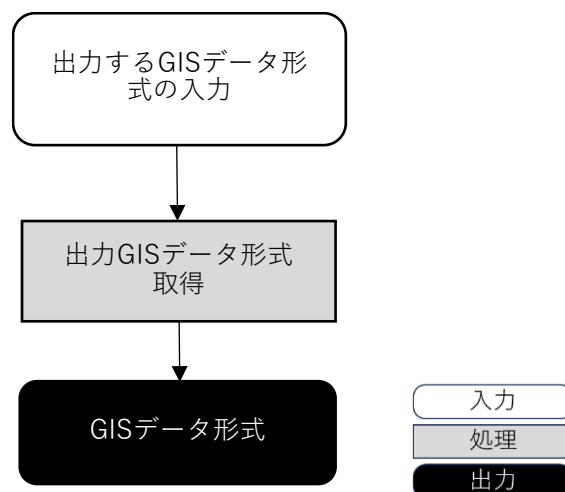 出力するGISデータ形
式の入力
出力GISデータ形式
取得
GISデータ形式
入力
処理
出力